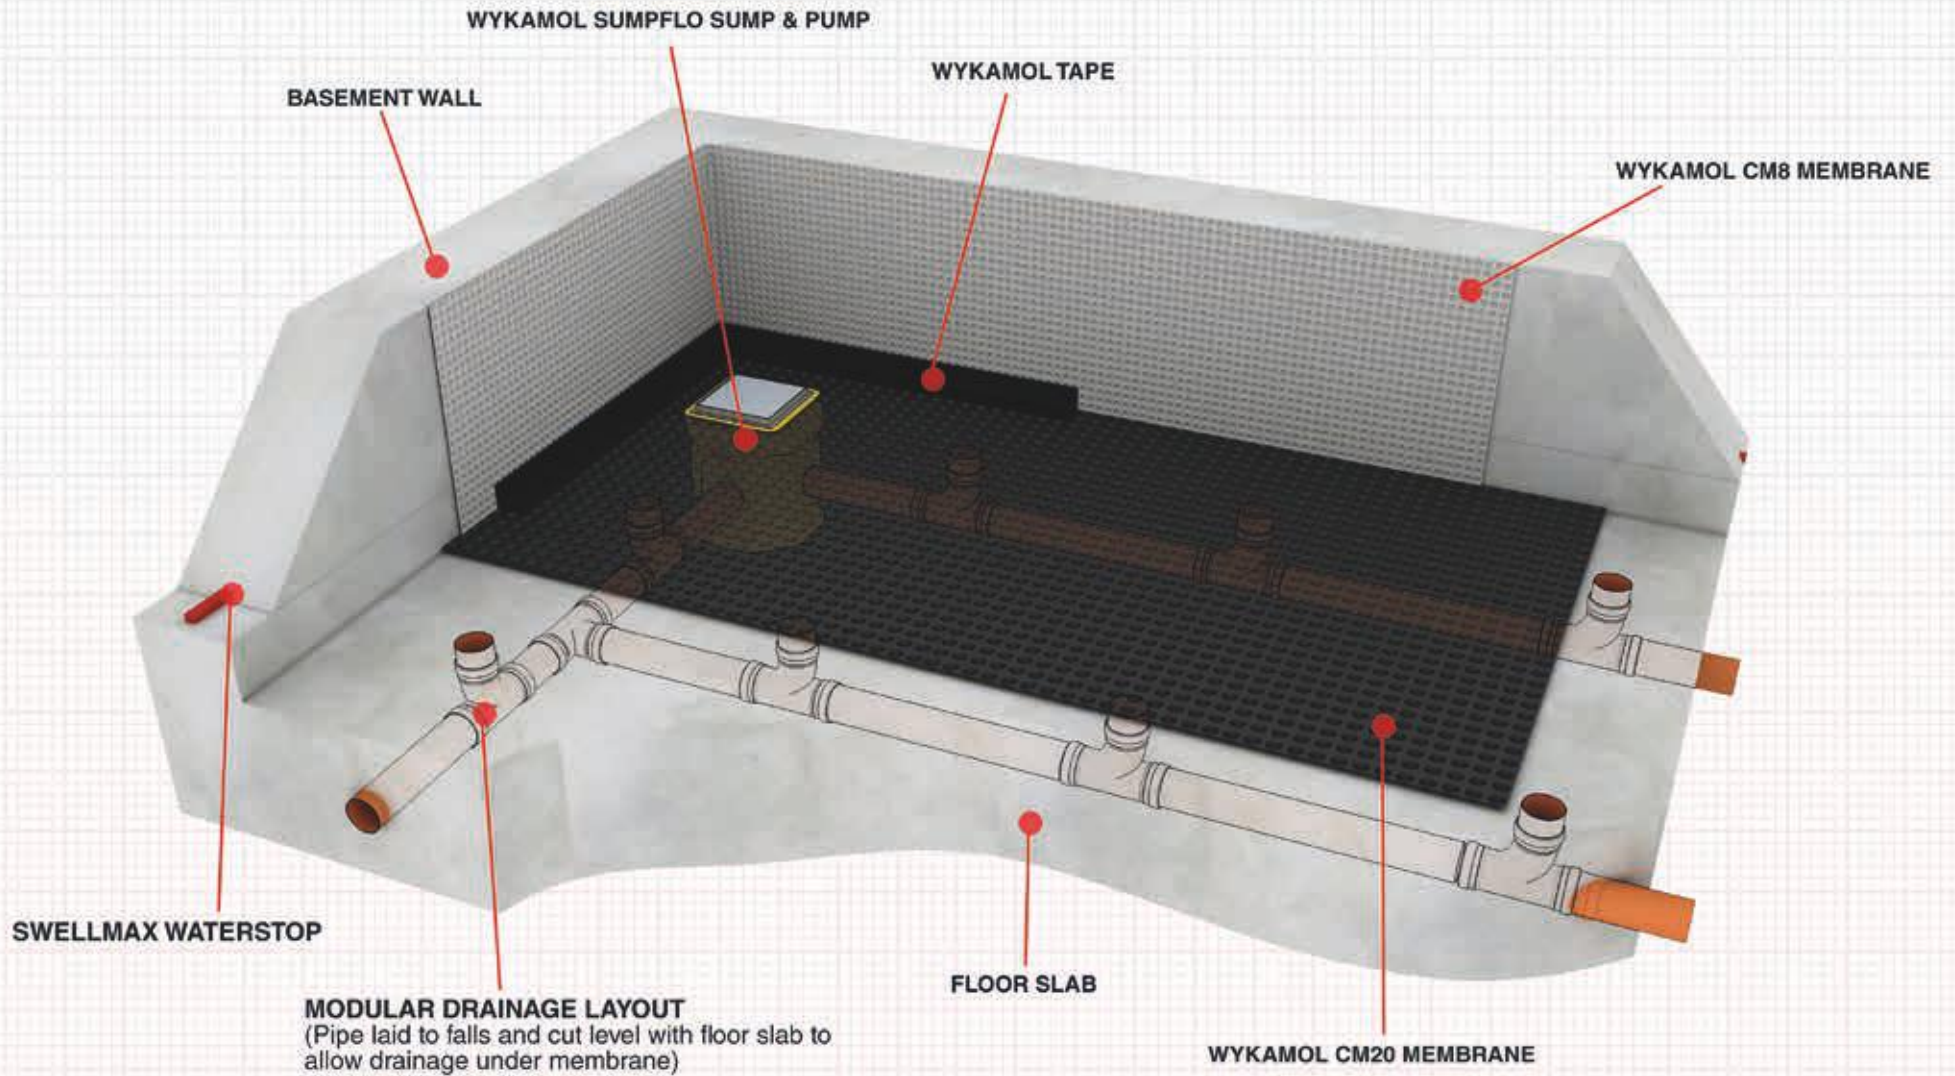 WYKAMOL SUMPFLO SUMP & PUMP
WYKAMOL TAPE
BASEMENT WALL
WYKAMOL CM8 MEMBRANE
SWELLMAX WATERSTOP
FLOOR SLAB
MODULAR DRAINAGE LAYOUT
(Pipe laid to falls and cut level with floor slab to
allow drainage under membrane)
WYKAMOL CM20 MEMBRANE